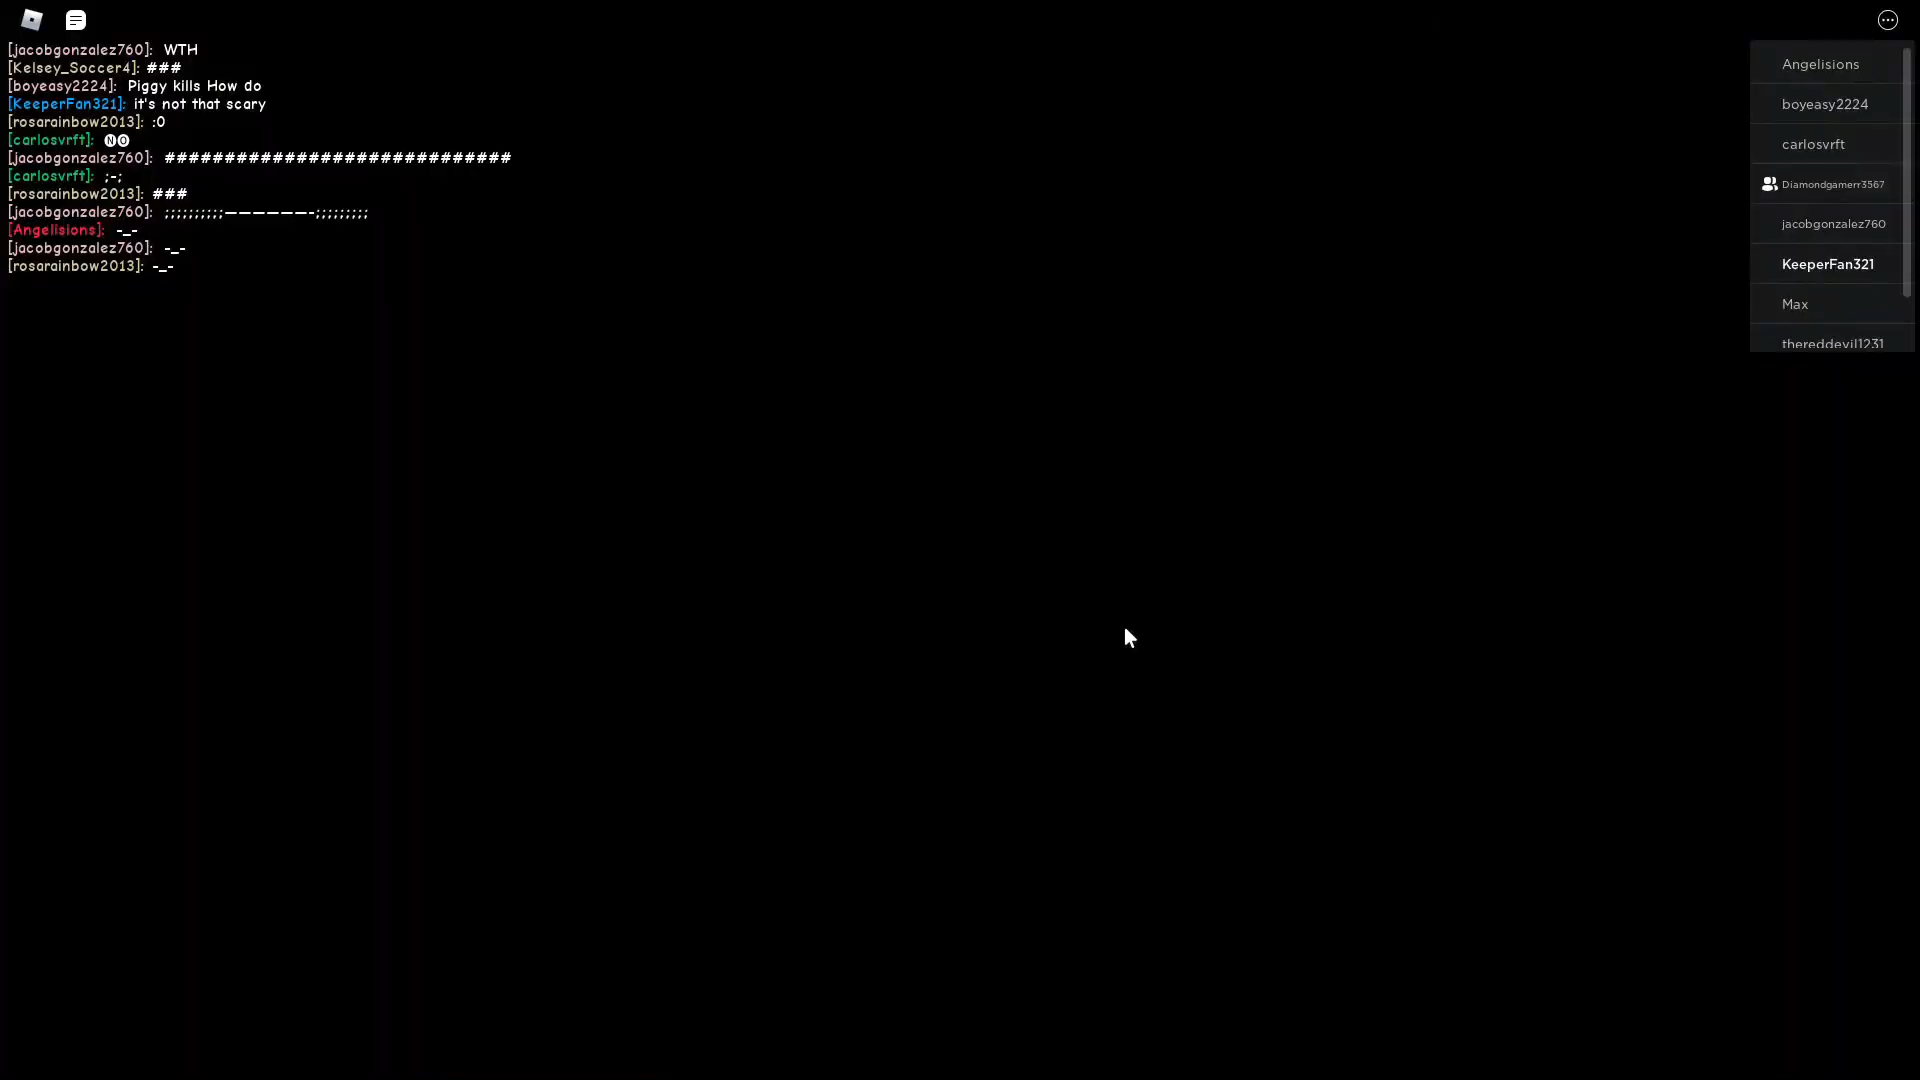 [jacobgonzalez760]: WTH
[Kelsey_Soccer4]: ###
[boyeasy2224]: Piggy kills How do
[KeeperFan321]: it's not that scary
[rosarainbow2013]: :0
[carlosvrft]: 🅝🅞
[jacobgonzalez760]: #############################
[carlosvrft]: ;-;
[rosarainbow2013]: ###
[jacobgonzalez760]: ;;;;;;;;;;———————-;;;;;;;;;
[Angelisions]: -_-
[jacobgonzalez760]: -_-
[rosarainbow2013]: -_-
Angelisions
boyeasy2224
carlosvrft
Diamondgamerr3567
jacobgonzalez760
KeeperFan321
Max
thereddevil1231